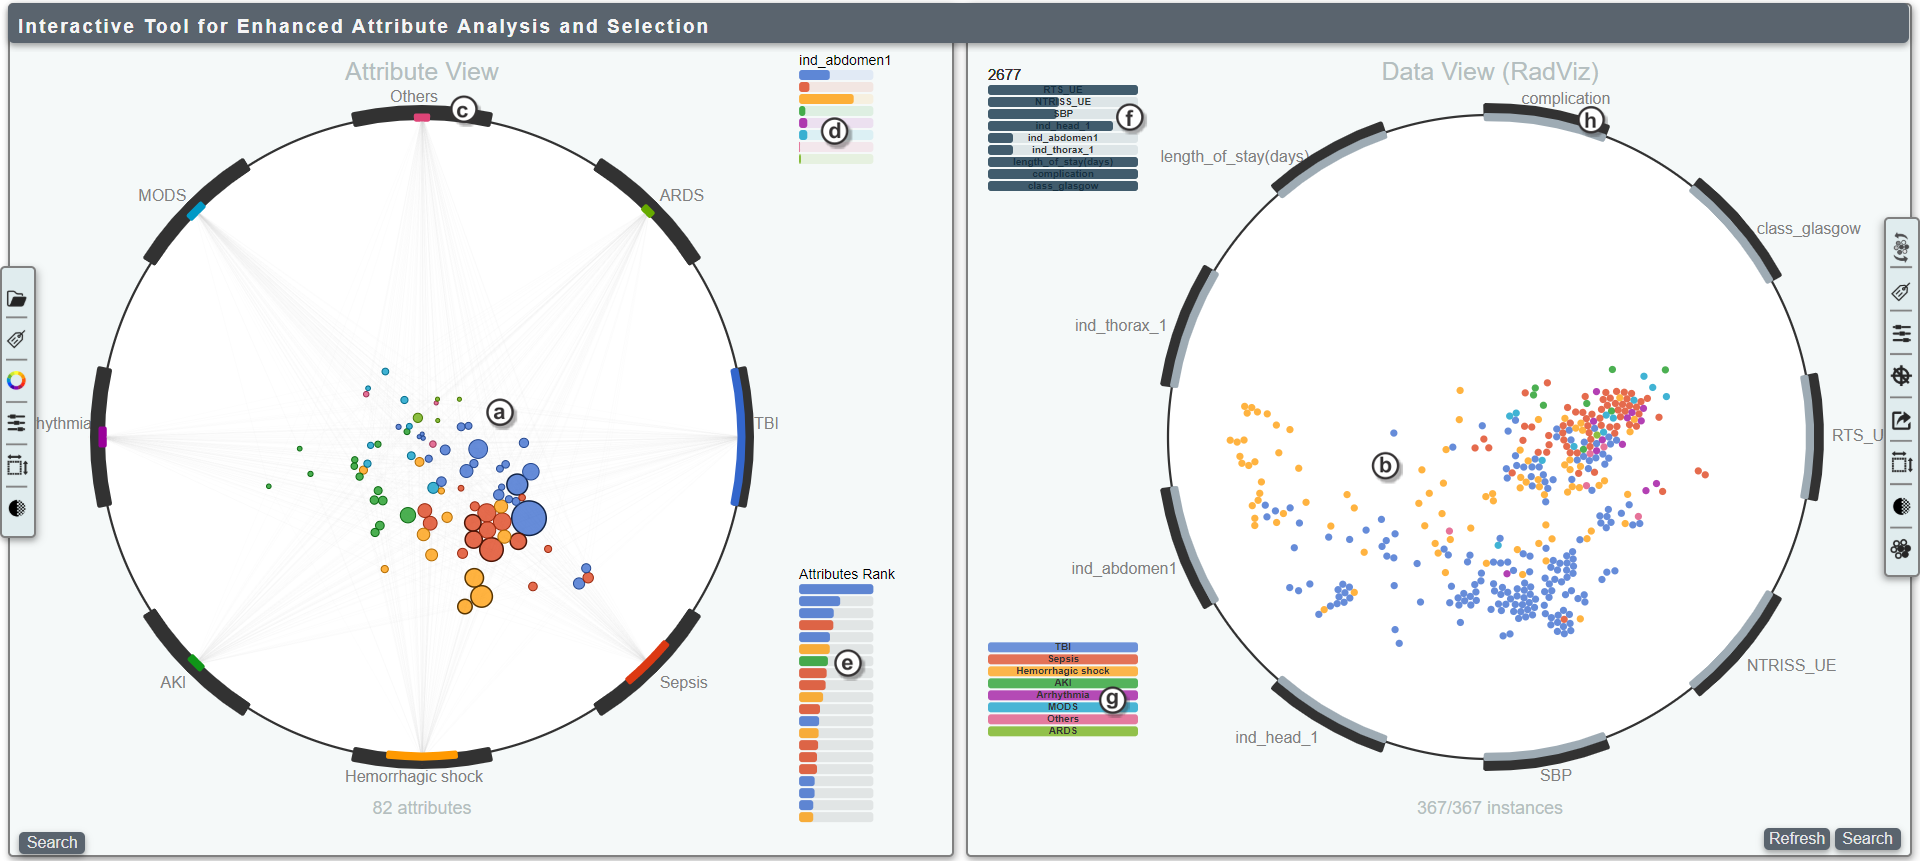 Interactive Tool for Enhanced Attribute Analysis and Selection
Attribute View
Others
c
MODS
ARDS
hythmia
TBI
a
AKI
Sepsis
Hemorrhagic shock
82 attributes
Search
ind_abdomen1
d
Attributes Rank
e
Data View (RadViz)
2677
RTS_UE
NTRISS_UE
SBP
ind_head_1
ind_abdomen1
ind_thorax_1
length_of_stay(days)
complication
class_glasgow
f
complication
h
length_of_stay(days)
class_glasgow
ind_thorax_1
RTS_U
b
ind_abdomen1
NTRISS_UE
ind_head_1
SBP
TBI
Sepsis
Hemorrhagic shock
AKI
Arrhythmia
MODS
Others
ARDS
g
367/367 instances
Refresh
Search